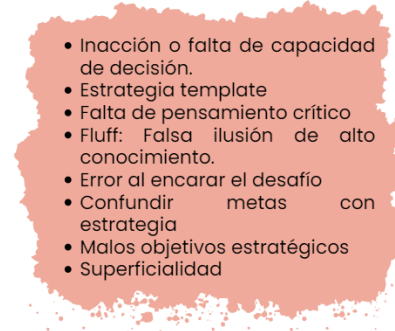 • Inacción o falta de capacidad
de decisión.
• Estrategia template
• Falta de pensamiento crítico
• Fluff: Falsa ilusión de alto
conocimiento.
• Error al encarar el desafío
• Confundir metas con
estrategia
• Malos objetivos estratégicos
• Superficialidad